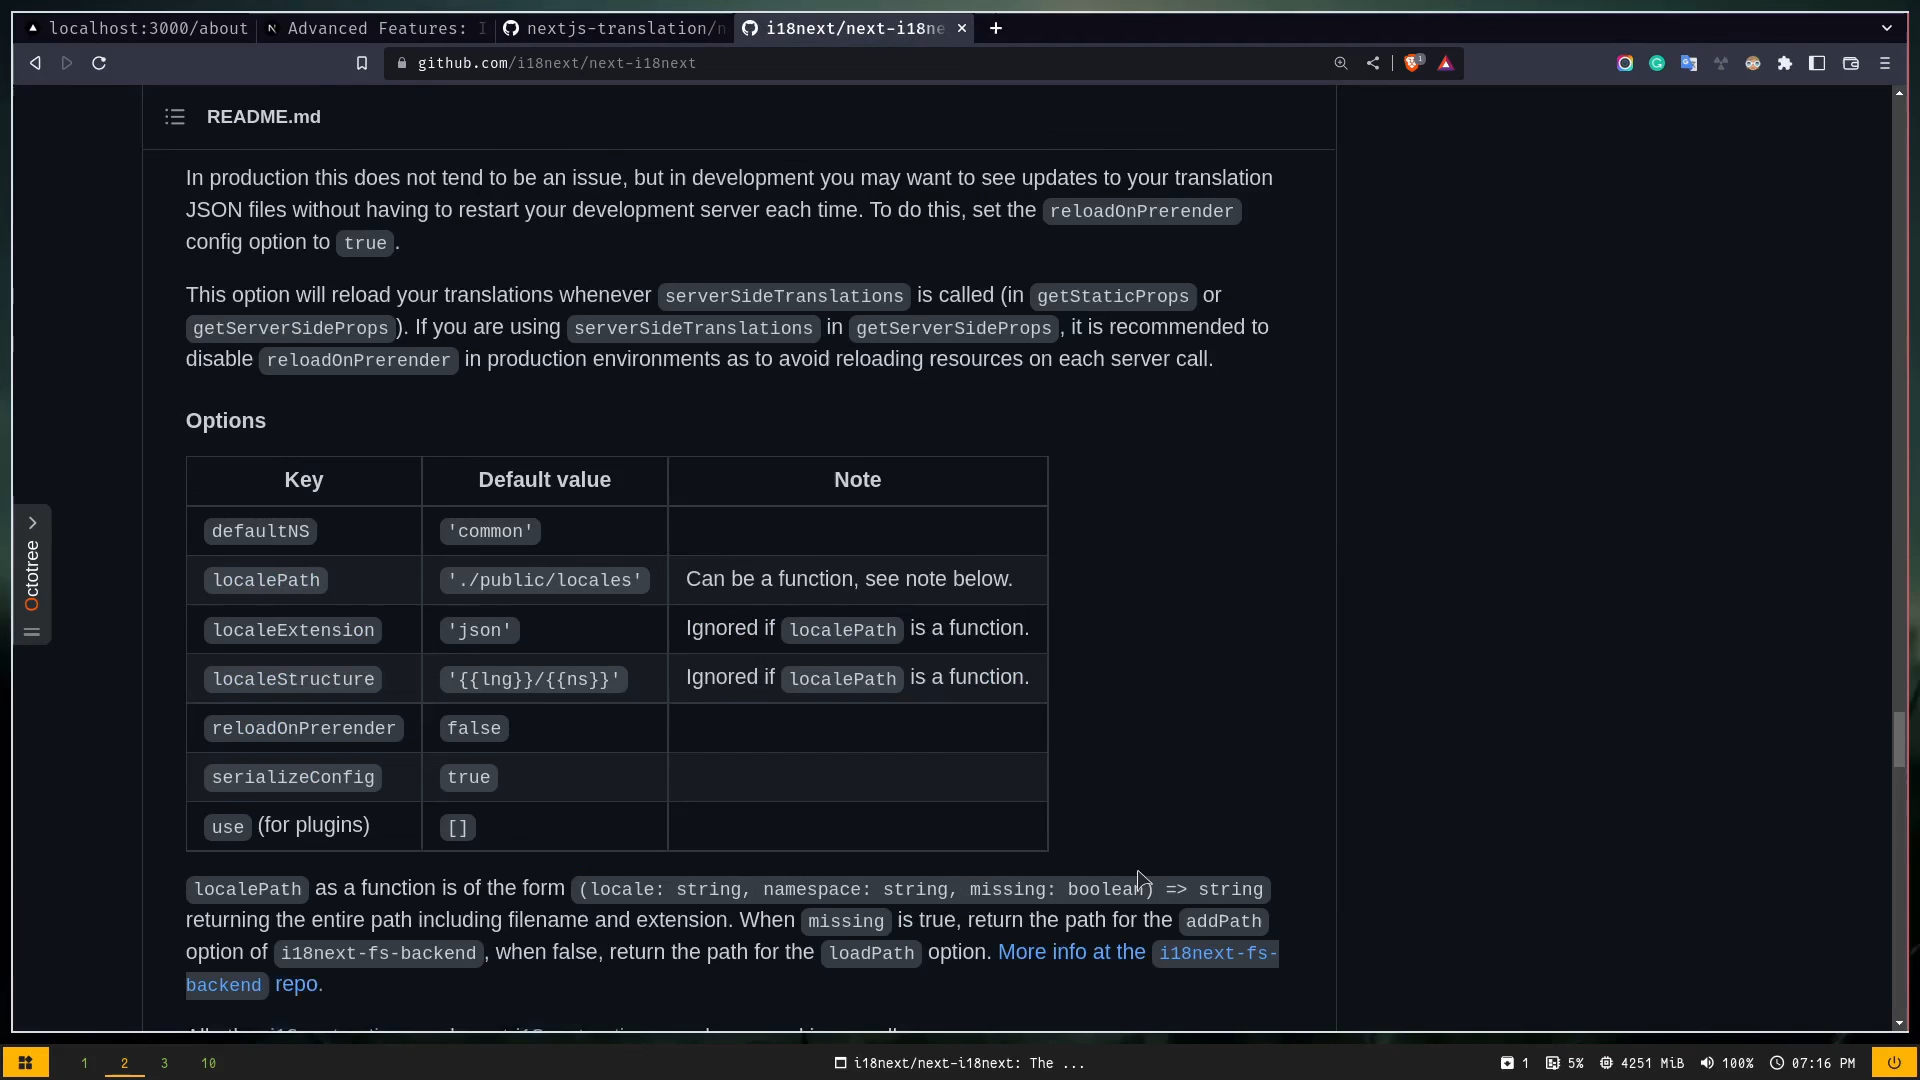 localhost:3000/about
Advanced Features: I
nextjs-translation/n
i18next/next-i18ne
github.com/i18next/next-i18next
README.md
In production this does not tend to be an issue, but in development you may want to see updates to your translation
JSON files without having to restart your development server each time. To do this, set the reloadOnPrerender
config option to true.
This option will reload your translations whenever serverSideTranslations is called (in getStaticProps or
getServerSideProps). If you are using serverSideTranslations in getServerSideProps, it is recommended to
disable reloadOnPrerender in production environments as to avoid reloading resources on each server call.
Options
Key Default value Note
defaultNS 'common'
localePath './public/locales' Can be a function, see note below.
localeExtension 'json' Ignored if localePath is a function.
localeStructure '{{lng}}/{{ns}}' Ignored if localePath is a function.
reloadOnPrerender false
serializeConfig true
use (for plugins) []
Octotree
localePath as a function is of the form (locale: string, namespace: string, missing: boolean) => string
returning the entire path including filename and extension. When missing is true, return the path for the addPath
option of i18next-fs-backend, when false, return the path for the loadPath option. More info at the i18next-fs-
backend repo.
1 2 3 10
i18next/next-i18next: The ...
1 5% 4251 MiB 100% 07:16 PM